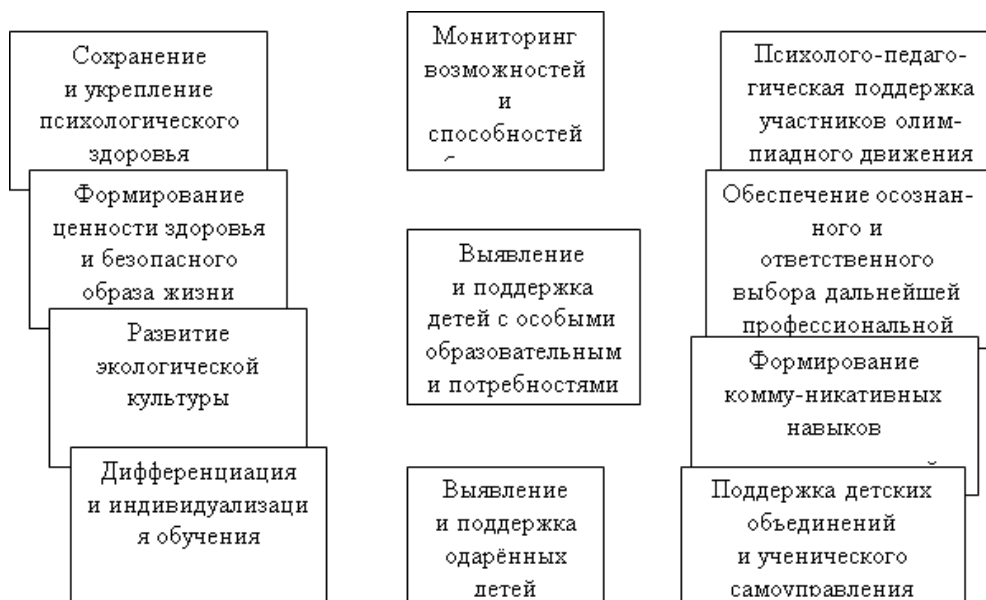 Сохранение
и укрепление
психологического
здоровья
Формирование
ценности здоровья
и безопасного
образа жизни
Развитие
экологической
культуры
Дифференциация
и индивидуализаци
я обучения
Мониторинг
возможностей
и
способностей
Выявление
и поддержка
детей с особыми
образовательным
и потребностями
Выявление
и поддержка
одарённых
детей
Психолого-педаго-
гическая поддержка
участников олим-
пиадного движения
Обеспечение осознан-
ного и
ответственного
выбора дальнейшей
профессиональной
Формирование
комму-никативных
навыков
Поддержка детских
объединений
и ученического
самоуправления